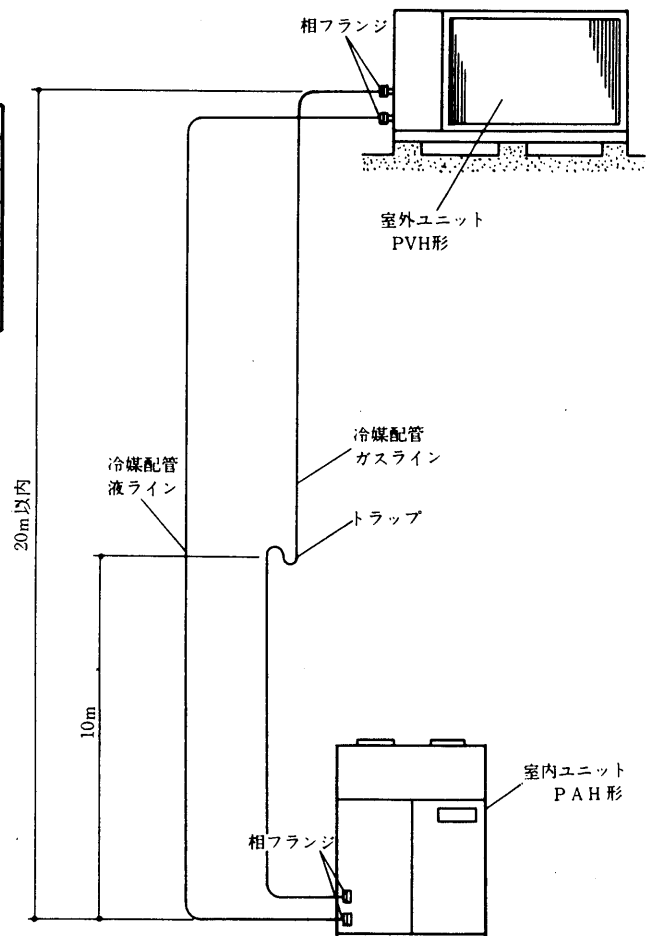 相フランジ
室外ユニット
PVH形
冷媒配管
ガスライン
冷媒配管
液ライン
トラップ
20m以内
10m
室内ユニット
PAH形
相フランジ